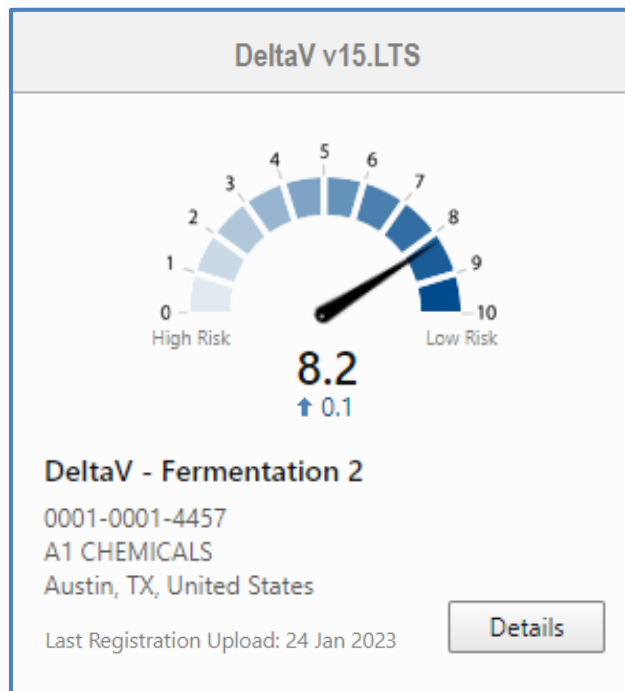 DeltaV v15.LTS
5
4
6
3
7
2
8
1
9
0
10
High Risk
Low Risk
8.2
0.1
DeltaV - Fermentation 2
0001-0001-4457
A1 CHEMICALS
Austin, TX, United States
Last Registration Upload: 24 Jan 2023
Details